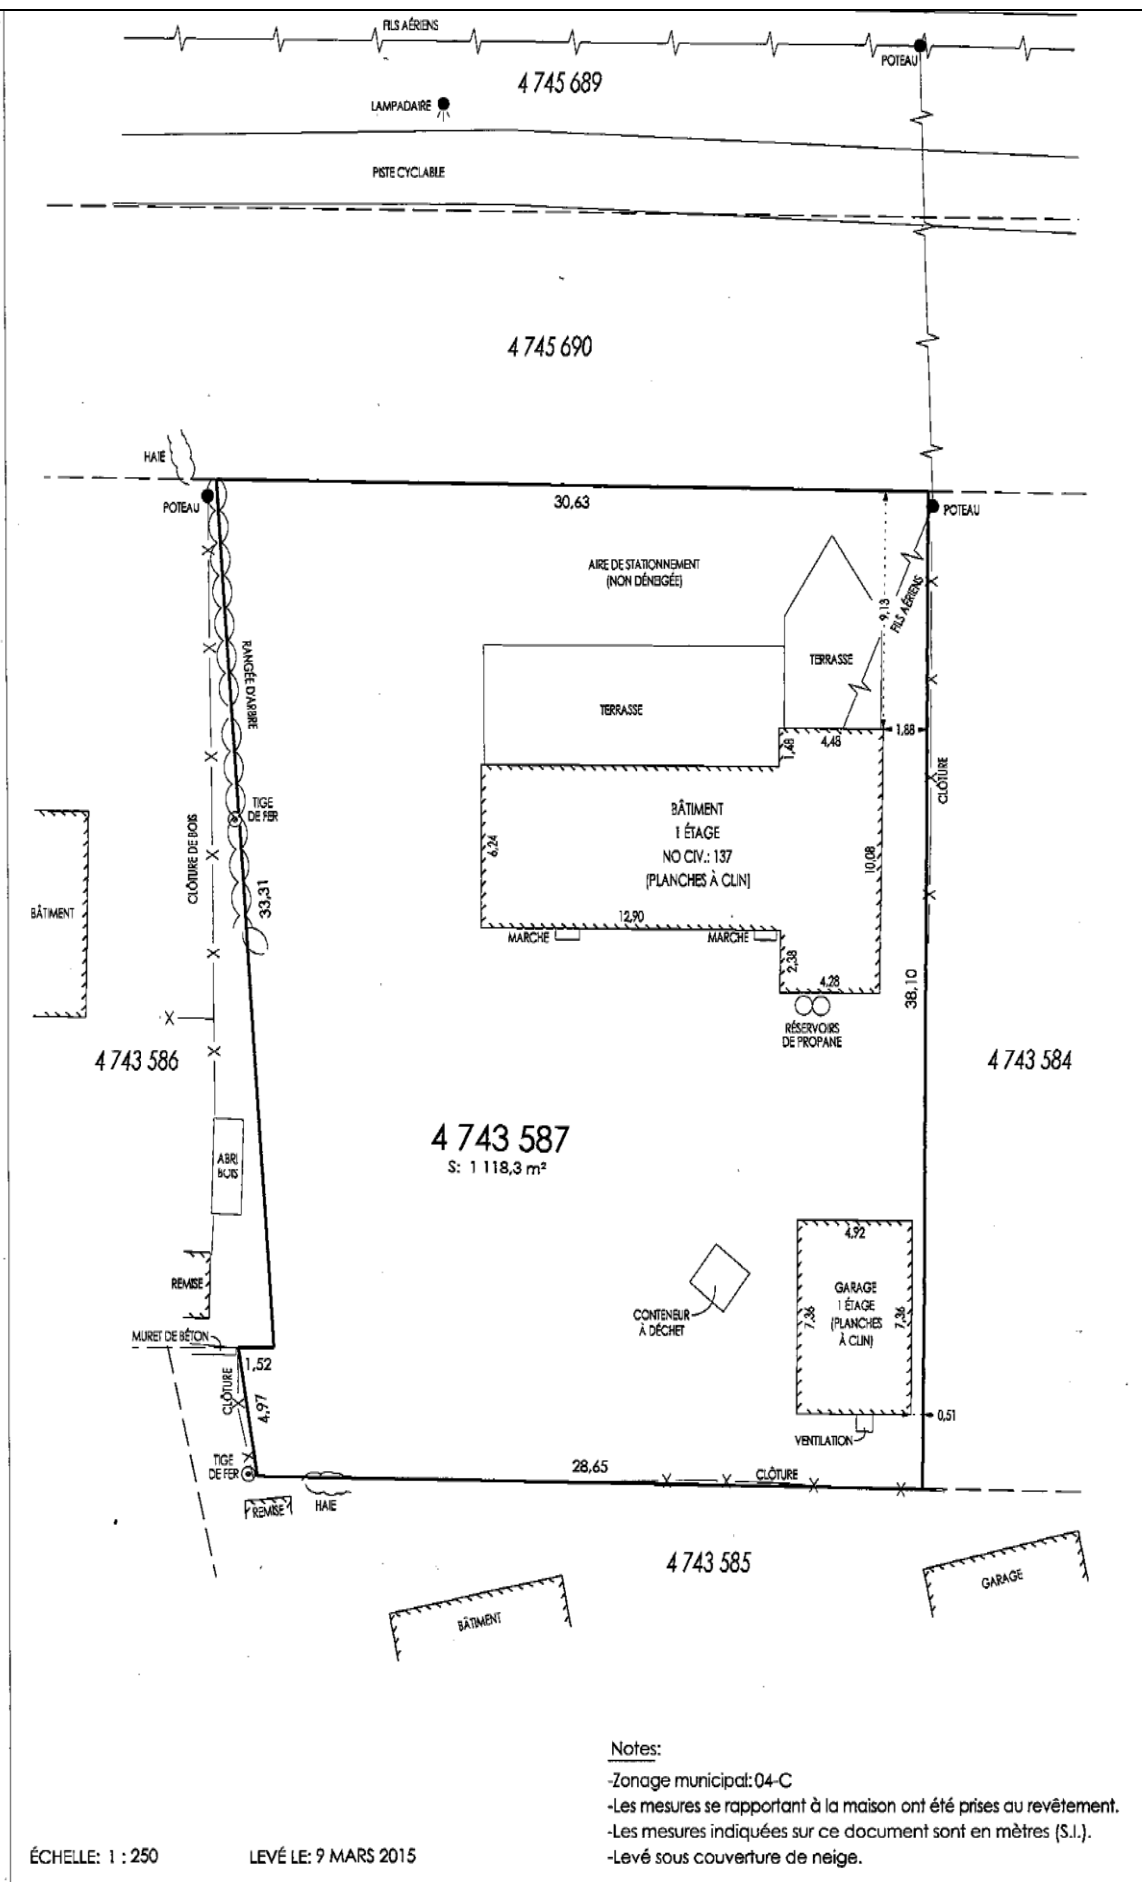 FILS AÉRIENS
POTEAU
4 745 689
LAMPADAIRE
PISTE CYCLABLE
4 745 690
HAIE
POTEAU
30,63
POTEAU
AIRE DE STATIONNEMENT
(NON DÉNEIGÉE)
9,13
FILS AÉRIENS
RANGÉE D'ARBRE
TERRASSE
TERRASSE
1,48
4,48
1,88
CLÔTURE
TIGE
DE FER
CLÔTURE DE BOIS
BÂTIMENT
1 ÉTAGE
NO CIV.: 137
(PLANCHES À CLIN)
6,24
10,08
33,31
BÂTIMENT
12,90
MARCHE
MARCHE
2,38
4,28
38,10
RÉSERVOIRS
DE PROPANE
4 743 586
4 743 584
4 743 587
S: 1 118,3 m²
ABRI
BOIS
4,92
REMISE
GARAGE
1 ÉTAGE
(PLANCHES
À CLIN)
7,36
7,36
CONTENEUR
À DÉCHET
MURET DE BÉTON
1,52
CLÔTURE
4,97
0,51
VENTILATION
TIGE
DE FER
28,65
CLÔTURE
REMISE
HAIE
4 743 585
GARAGE
BÂTIMENT
Notes:
-Zonage municipal: 04-C
-Les mesures se rapportant à la maison ont été prises au revêtement.
-Les mesures indiquées sur ce document sont en mètres (S.I.).
-Levé sous couverture de neige.
ÉCHELLE: 1 : 250
LEVÉ LE: 9 MARS 2015